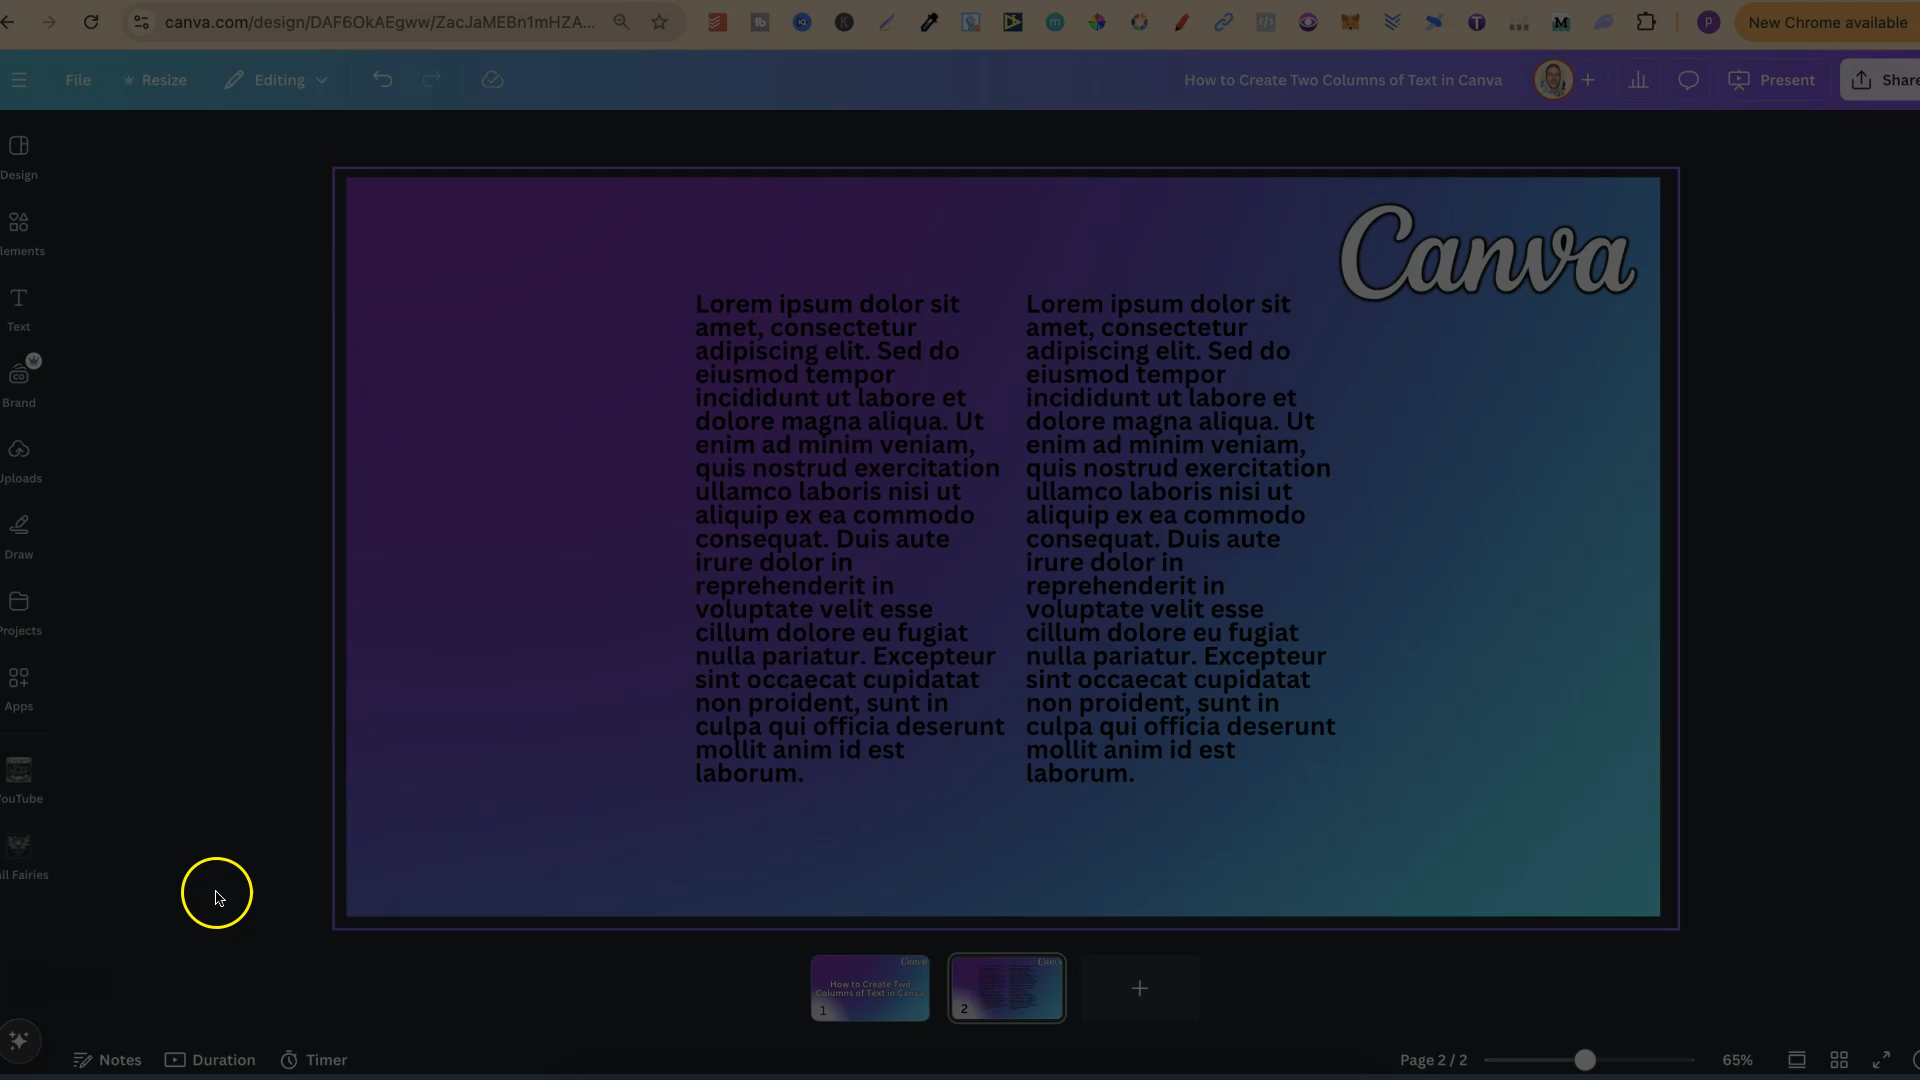 canva.com/design/DAF6OkAEgww/ZacJaMEBn1mHZA...
New Chrome available
File
Resize
Editing
How to Create Two Columns of Text in Canva
Present
Share
Design
lements
Text
Brand
Uploads
Draw
Projects
Apps
YouTube
ll Fairies
Canva
Lorem ipsum dolor sit
amet, consectetur
adipiscing elit. Sed do
eiusmod tempor
incididunt ut labore et
dolore magna aliqua. Ut
enim ad minim veniam,
quis nostrud exercitation
ullamco laboris nisi ut
aliquip ex ea commodo
consequat. Duis aute
irure dolor in
reprehenderit in
voluptate velit esse
cillum dolore eu fugiat
nulla pariatur. Excepteur
sint occaecat cupidatat
non proident, sunt in
culpa qui officia deserunt
mollit anim id est
laborum.
Lorem ipsum dolor sit
amet, consectetur
adipiscing elit. Sed do
eiusmod tempor
incididunt ut labore et
dolore magna aliqua. Ut
enim ad minim veniam,
quis nostrud exercitation
ullamco laboris nisi ut
aliquip ex ea commodo
consequat. Duis aute
irure dolor in
reprehenderit in
voluptate velit esse
cillum dolore eu fugiat
nulla pariatur. Excepteur
sint occaecat cupidatat
non proident, sunt in
culpa qui officia deserunt
mollit anim id est
laborum.
Canva
How to Create Two
Columns of Text in Canva
1
Canva
2
Notes
Duration
Timer
Page 2 / 2
65%